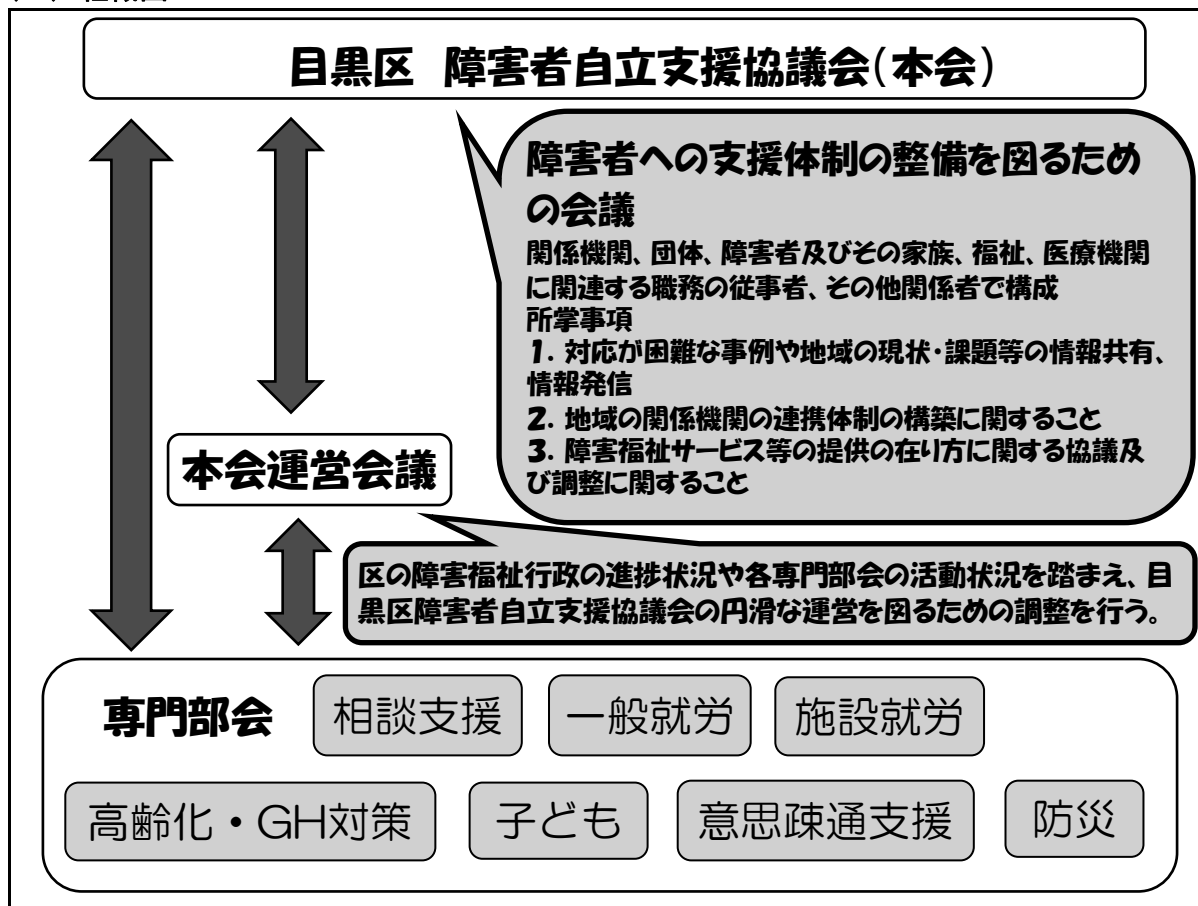 目黒区 障害者自立支援協議会(本会)
障害者への支援体制の整備を図るため
の会議
関係機関、団体、障害者及びその家族、福祉、医療機関
に関連する職務の従事者、その他関係者で構成
所掌事項
1. 対応が困難な事例や地域の現状・課題等の情報共有、
情報発信
2. 地域の関係機関の連携体制の構築に関すること
3. 障害福祉サービス等の提供の在り方に関する協議及
び調整に関すること
本会運営会議
区の障害福祉行政の進捗状況や各専門部会の活動状況を踏まえ、目
黒区障害者自立支援協議会の円滑な運営を図るための調整を行う。
専門部会
相談支援
一般就労
施設就労
高齢化・GH対策
子ども
意思疎通支援
防災